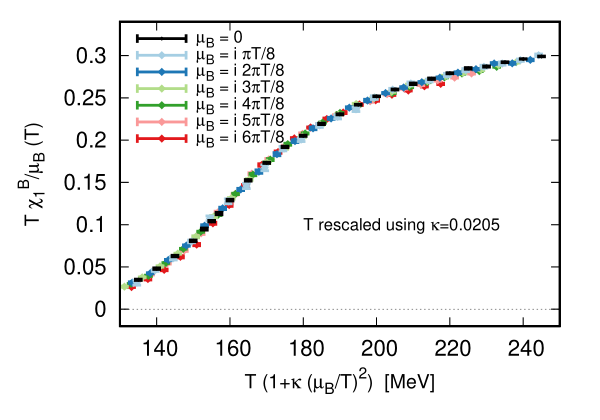 μB = 0
μB = i πT/8
μB = i 2πT/8
μB = i 3πT/8
μB = i 4πT/8
μB = i 5πT/8
μB = i 6πT/8
T χ1^B/μB (T)
0.3
0.25
0.2
0.15
0.1
0.05
0
T rescaled using κ=0.0205
140 160 180 200 220 240
T (1+κ (μB/T)²) [MeV]